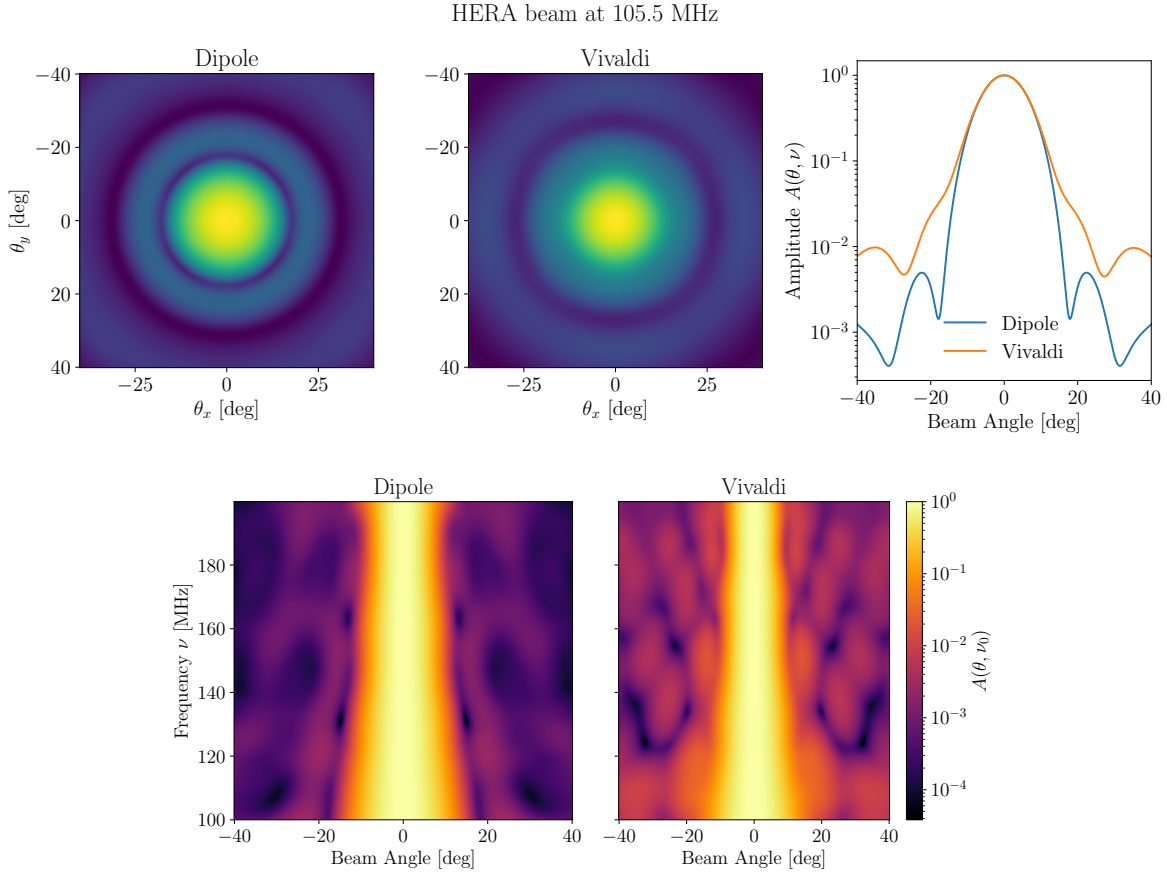 HERA beam at 105.5 MHz
Dipole
Vivaldi
−40
−20
0
20
40
θ_y [deg]
−25
0
25
θ_x [deg]
−40
−20
0
20
40
−25
0
25
θ_x [deg]
10^0
10^−1
10^−2
10^−3
Amplitude A(θ, ν)
Dipole
Vivaldi
−40
−20
0
20
40
Beam Angle [deg]
Dipole
Vivaldi
180
160
140
120
100
Frequency ν [MHz]
−40
−20
0
20
40
Beam Angle [deg]
−40
−20
0
20
40
Beam Angle [deg]
10^0
10^−1
10^−2
10^−3
10^−4
A(θ, ν_0)